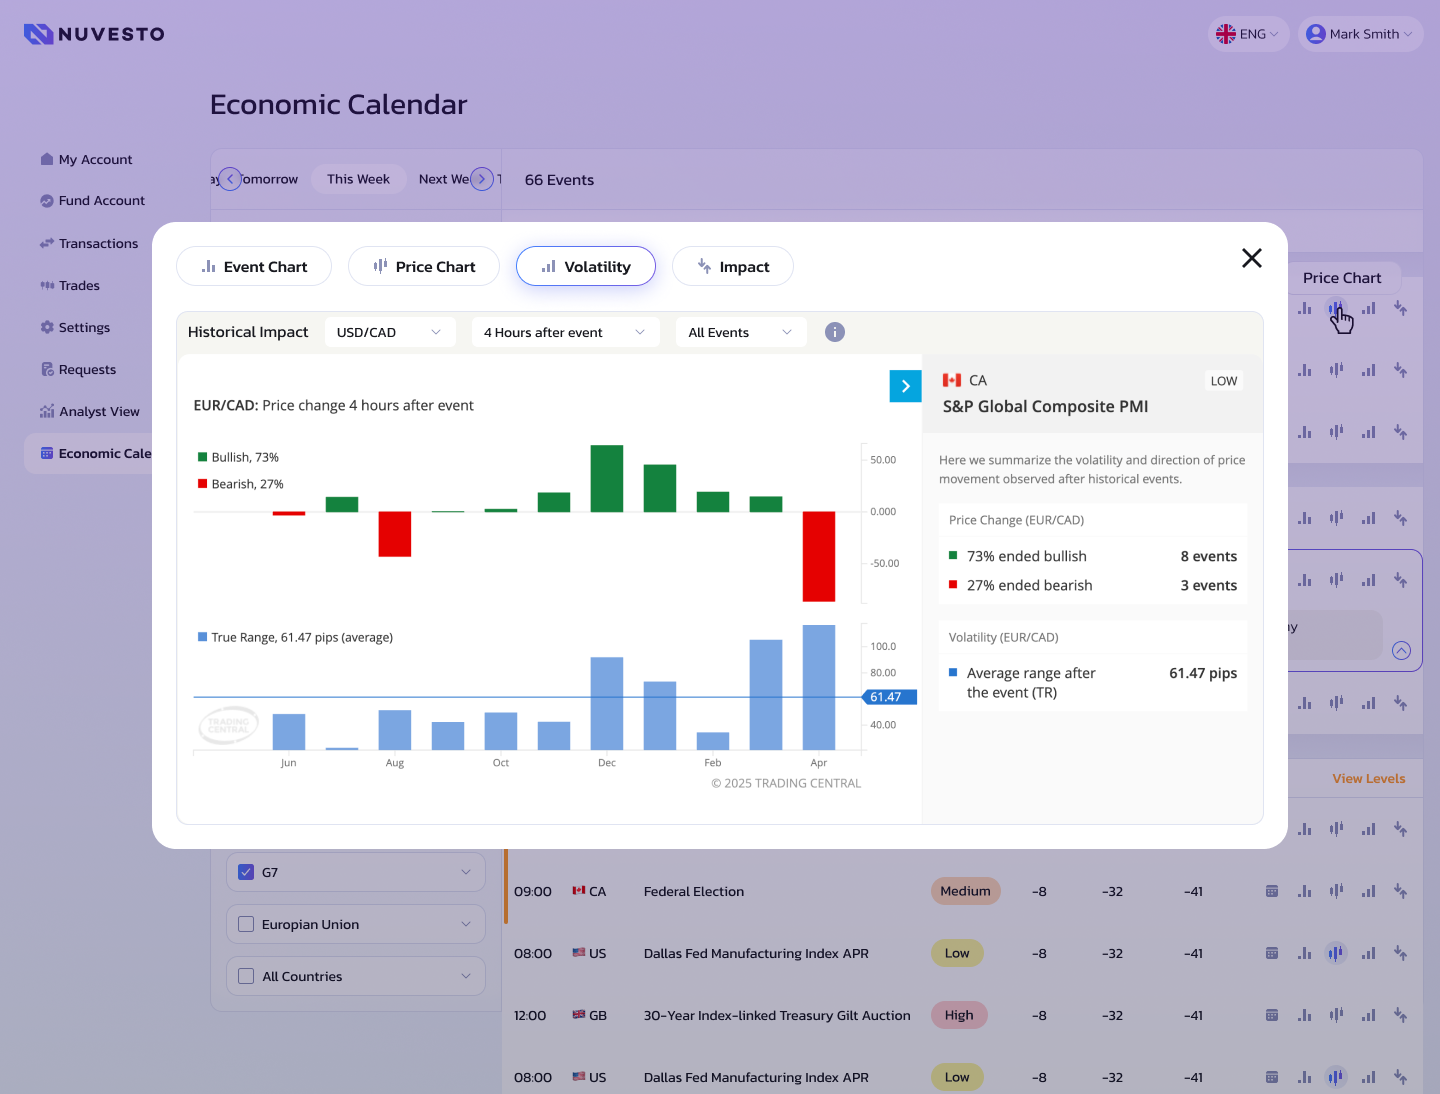 NUVESTO
ENG
Mark Smith
Economic Calendar
My Account
Fund Account
Transactions
Trades
Settings
Requests
Analyst View
Economic Cale
Tomorrow
This Week
Next We
66 Events
Event Chart
Price Chart
Volatility
Impact
Price Chart
Historical Impact
USD/CAD
4 Hours after event
All Events
EUR/CAD: Price change 4 hours after event
Bullish, 73%
Bearish, 27%
50.00
0.000
-50.00
True Range, 61.47 pips (average)
100.0
80.00
61.47
40.00
TRADING
CENTRAL
Jun
Aug
Oct
Dec
Feb
Apr
© 2025 TRADING CENTRAL
CA
LOW
S&P Global Composite PMI
Here we summarize the volatility and direction of price
movement observed after historical events.
Price Change (EUR/CAD)
73% ended bullish 8 events
27% ended bearish 3 events
Volatility (EUR/CAD)
Average range after 61.47 pips
the event (TR)
View Levels
G7
Europian Union
All Countries
09:00 CA Federal Election Medium -8 -32 -41
08:00 US Dallas Fed Manufacturing Index APR Low -8 -32 -41
12:00 GB 30-Year Index-linked Treasury Gilt Auction High -8 -32 -41
08:00 US Dallas Fed Manufacturing Index APR Low -8 -32 -41